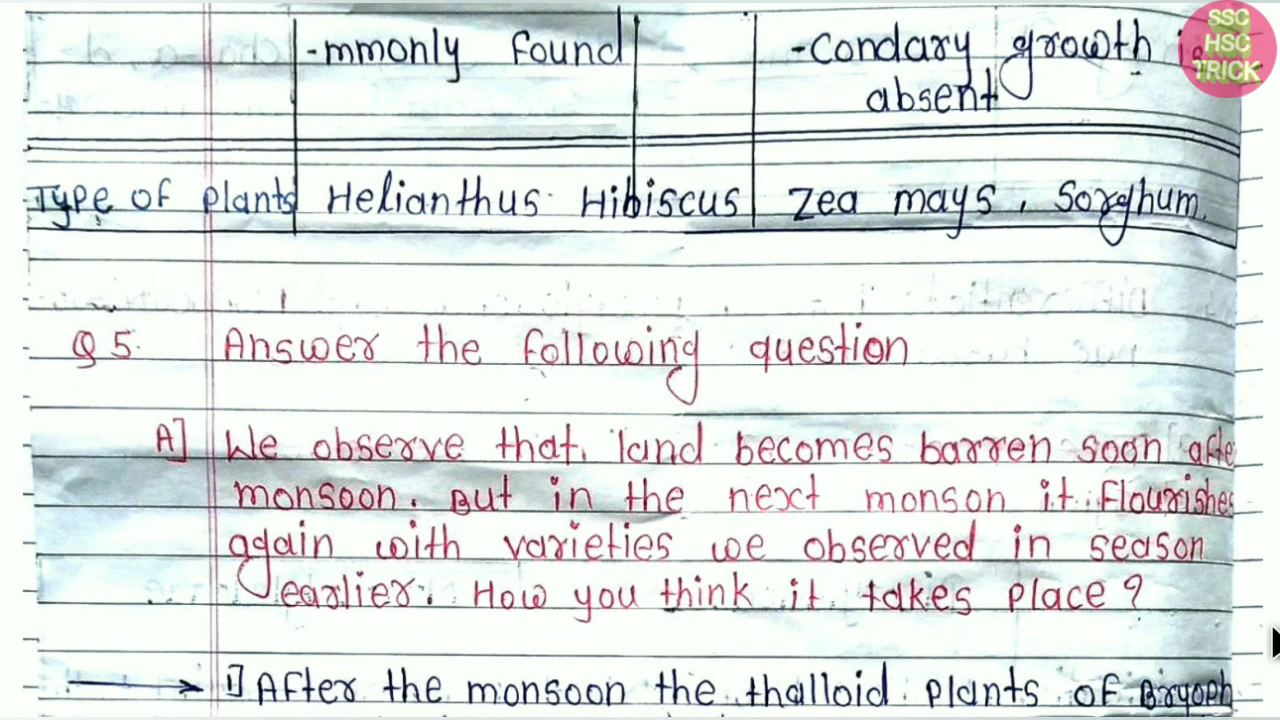 SSC
HSC
TRICK
-mmonly found
-condary growth is
absent
Type of plants Helianthus Hibiscus Zea mays, Sorghum.
Q 5. Answer the following question
A] We observe that, land becomes barren soon afte
monsoon. But in the next monson it flourishes
again with varieties we observed in season
earlier. How you think it takes place?
→ 1] After the monsoon the thalloid plants of Bryoph